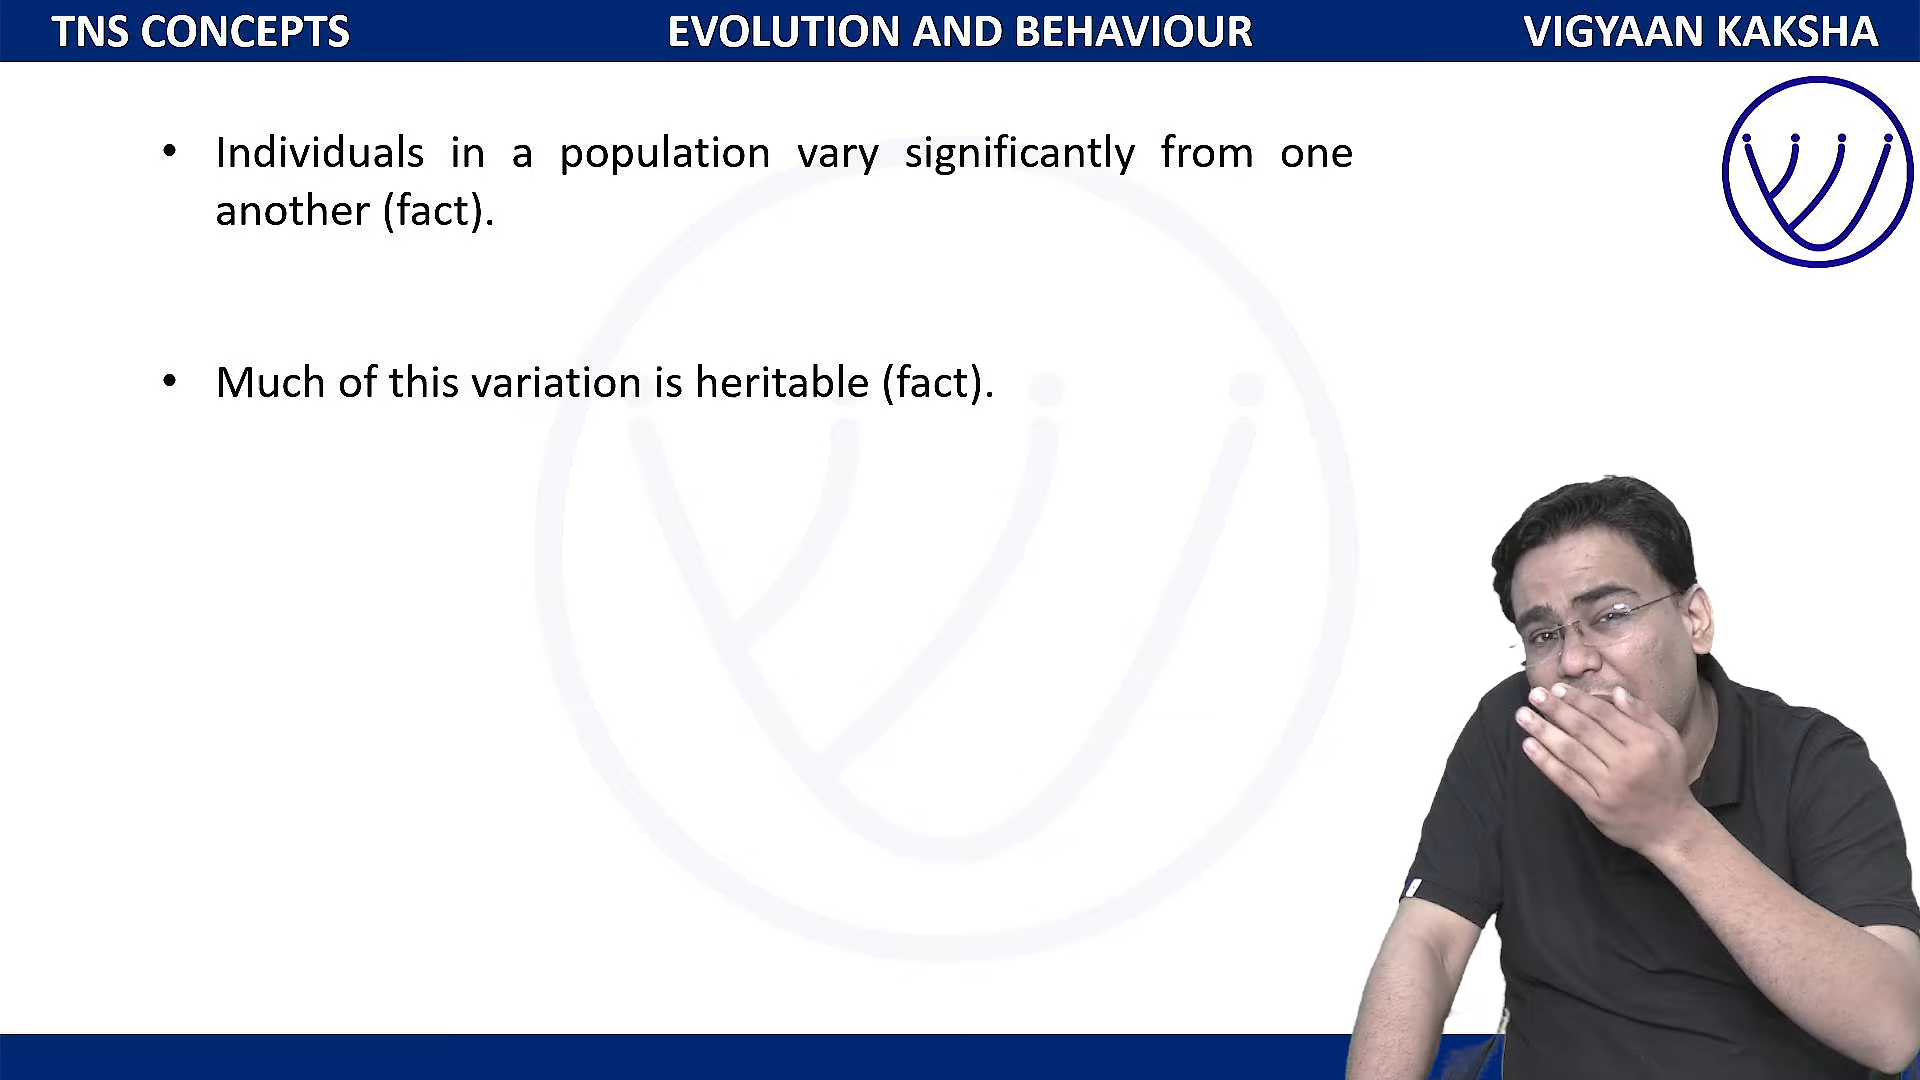 TNS CONCEPTS EVOLUTION AND BEHAVIOUR VIGYAAN KAKSHA
• Individuals in a population vary significantly from one
another (fact).
• Much of this variation is heritable (fact).